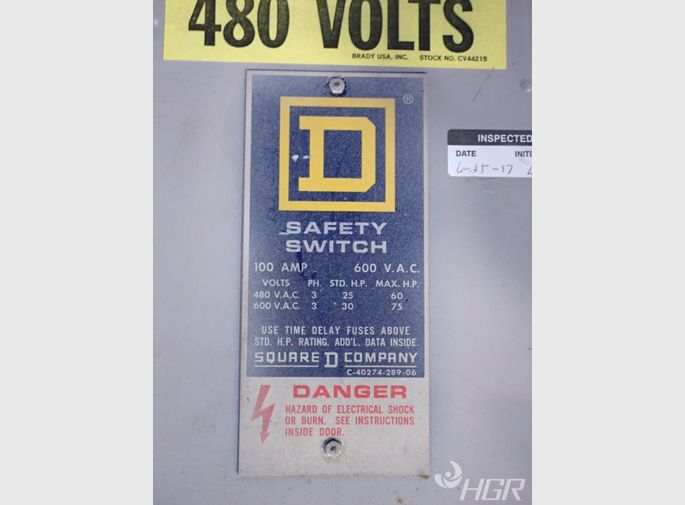 480 VOLTS
BRADY USA, INC. STOCK NO. CV44215
D
®
INSPECTED
DATE INITI
6-25-97
SAFETY
SWITCH
100 AMP 600 V.A.C.
VOLTS PH. STD. H.P. MAX. H.P.
480 V.A.C. 3 25 60
600 V.A.C. 3 30 75
USE TIME DELAY FUSES ABOVE
STD. H.P. RATING. ADD'L. DATA INSIDE.
SQUARE D COMPANY
C-40274-289-06
DANGER
HAZARD OF ELECTRICAL SHOCK
OR BURN. SEE INSTRUCTIONS
INSIDE DOOR.
HGR